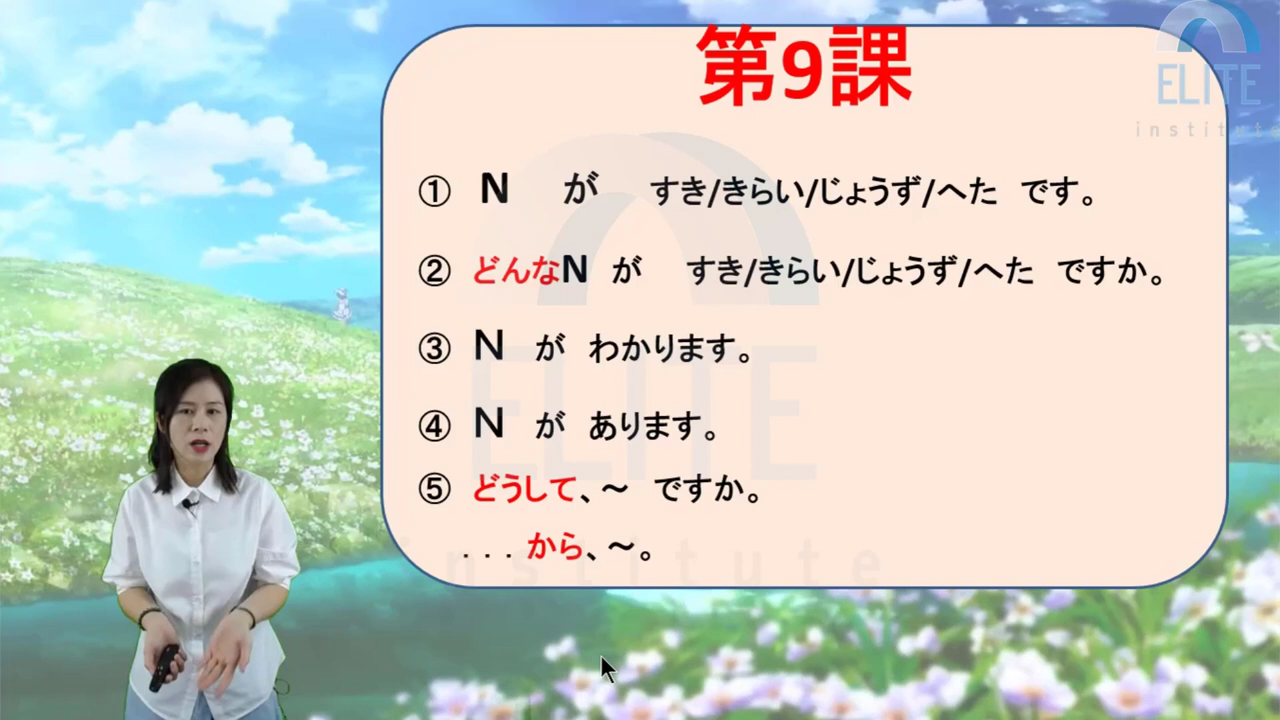 第9課
ELITE
institute
① N が すき/きらい/じょうず/へた です。
② どんなN が すき/きらい/じょうず/へた ですか。
③ N が わかります。
④ N が あります。
⑤ どうして、~ ですか。
...から、~。
ELITE
institute